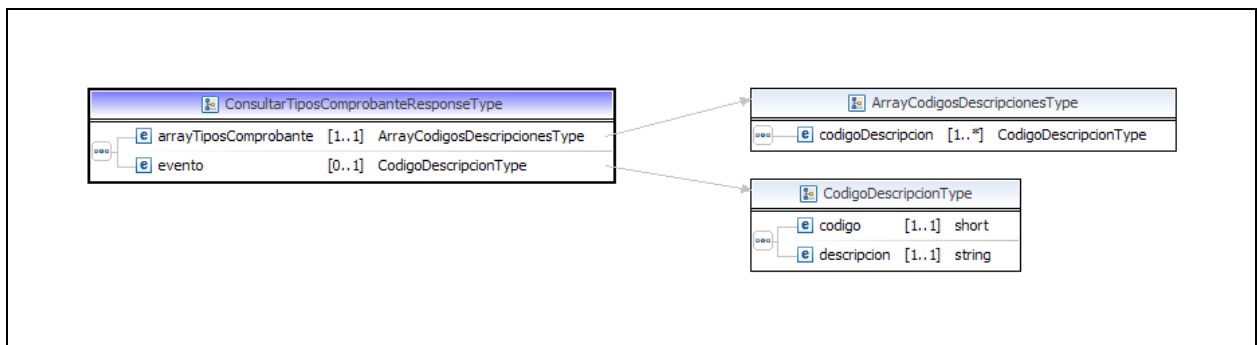 ConsultarTiposComprobanteResponseType
e arrayTiposComprobante [1..1] ArrayCodigosDescripcionesType
e evento [0..1] CodigoDescripcionType
ArrayCodigosDescripcionesType
e codigoDescripcion [1..*] CodigoDescripcionType
CodigoDescripcionType
e codigo [1..1] short
e descripcion [1..1] string